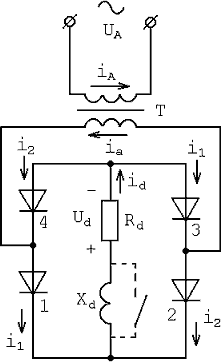 U_A
i_A
T
i_2
i_a
i_1
− i_d
4 U_d R_d 3
+
1 X_d 2
i_1 i_2